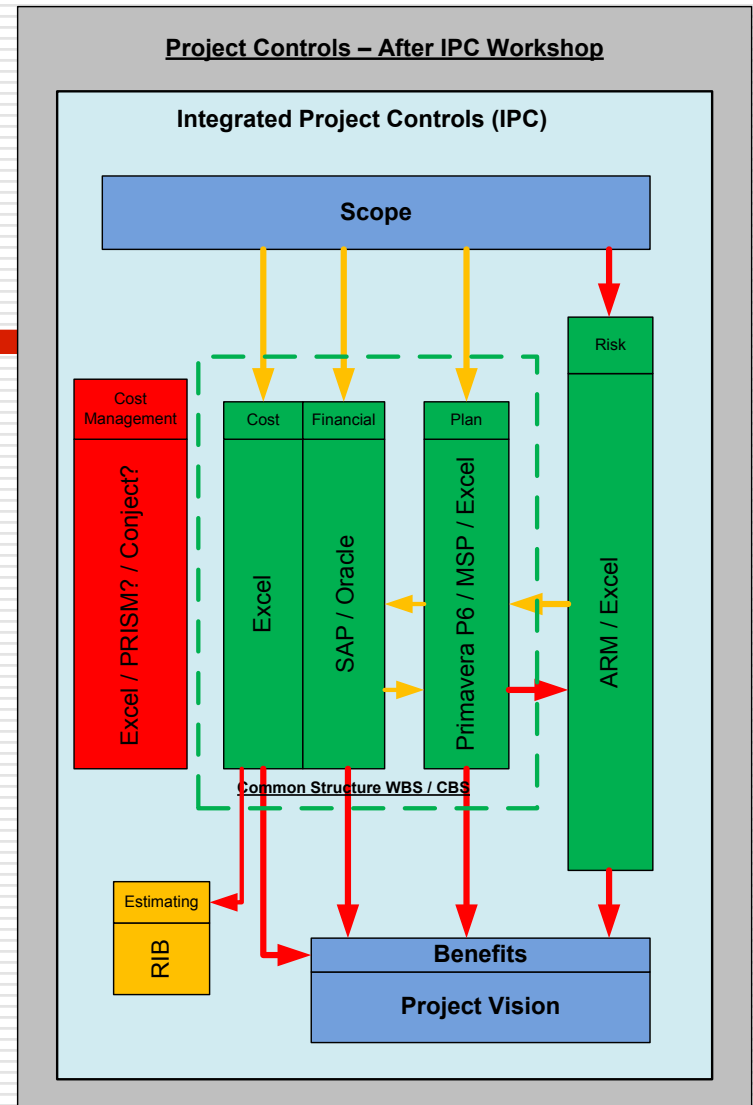 Project Controls – After IPC Workshop
Integrated Project Controls (IPC)
Scope
Risk
ARM / Excel
Cost
Management
Excel / PRISM? / Conject?
Cost
Excel
Financial
SAP / Oracle
Plan
Primavera P6 / MSP / Excel
Common Structure WBS / CBS
Estimating
RIB
Benefits
Project Vision